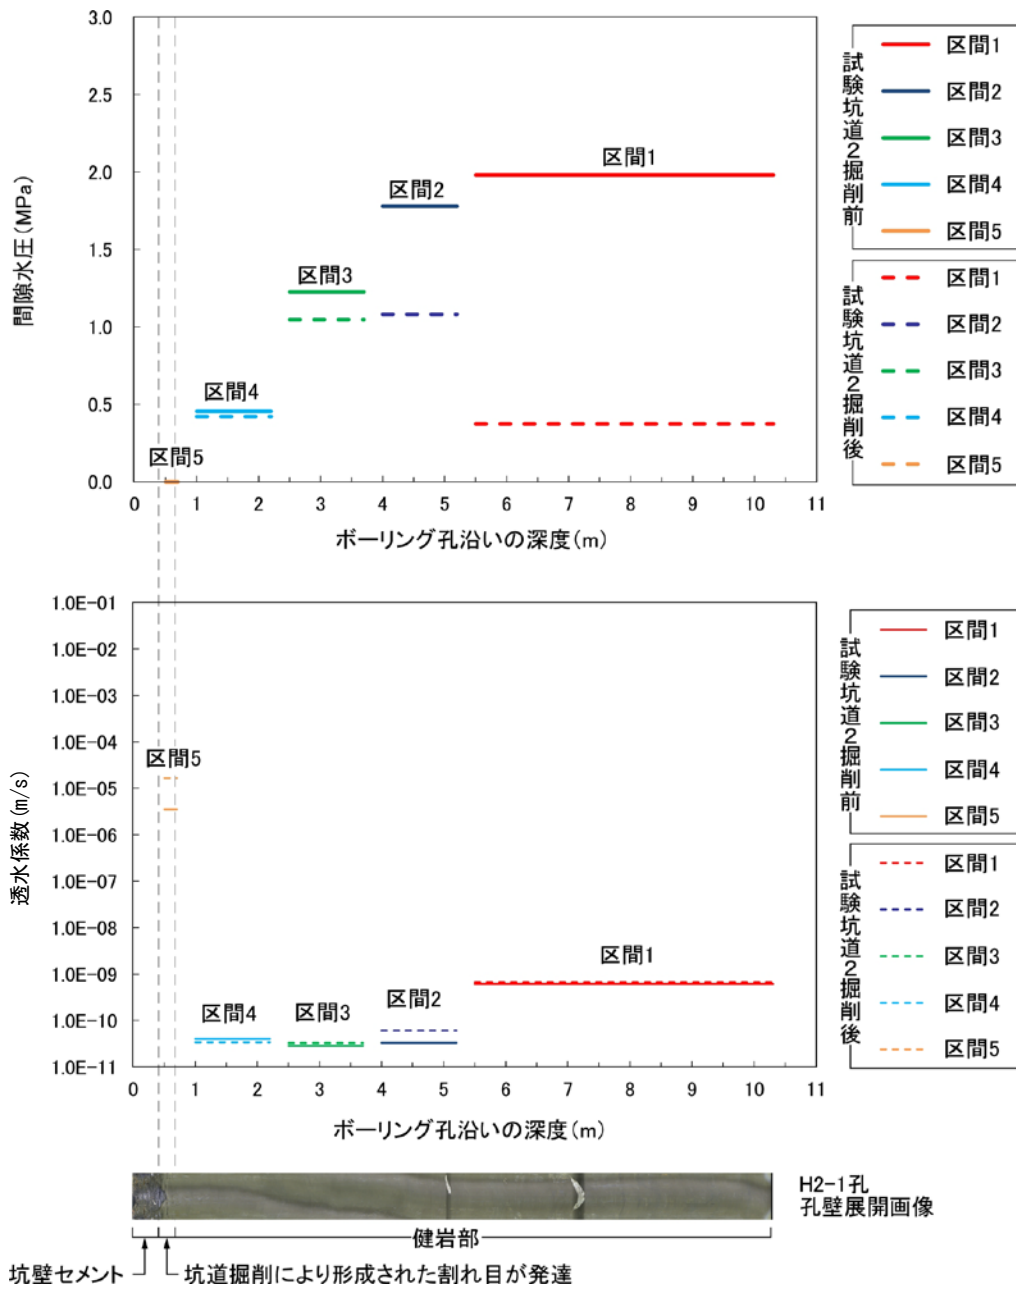 3.0
2.5
2.0
1.5
1.0
0.5
0.0
間隙水圧(MPa)
区間1
区間2
区間3
区間4
区間5
0 1 2 3 4 5 6 7 8 9 10 11
ボーリング孔沿いの深度(m)
試験坑道2掘削前
区間1
区間2
区間3
区間4
区間5
試験坑道2掘削後
区間1
区間2
区間3
区間4
区間5
1.0E-01
1.0E-02
1.0E-03
1.0E-04
1.0E-05
1.0E-06
1.0E-07
1.0E-08
1.0E-09
1.0E-10
1.0E-11
透水係数(m/s)
区間5
区間1
区間2
区間4
区間3
0 1 2 3 4 5 6 7 8 9 10 11
ボーリング孔沿いの深度(m)
試験坑道2掘削前
区間1
区間2
区間3
区間4
区間5
試験坑道2掘削後
区間1
区間2
区間3
区間4
区間5
H2-1孔
孔壁展開画像
健岩部
坑壁セメント
坑道掘削により形成された割れ目が発達